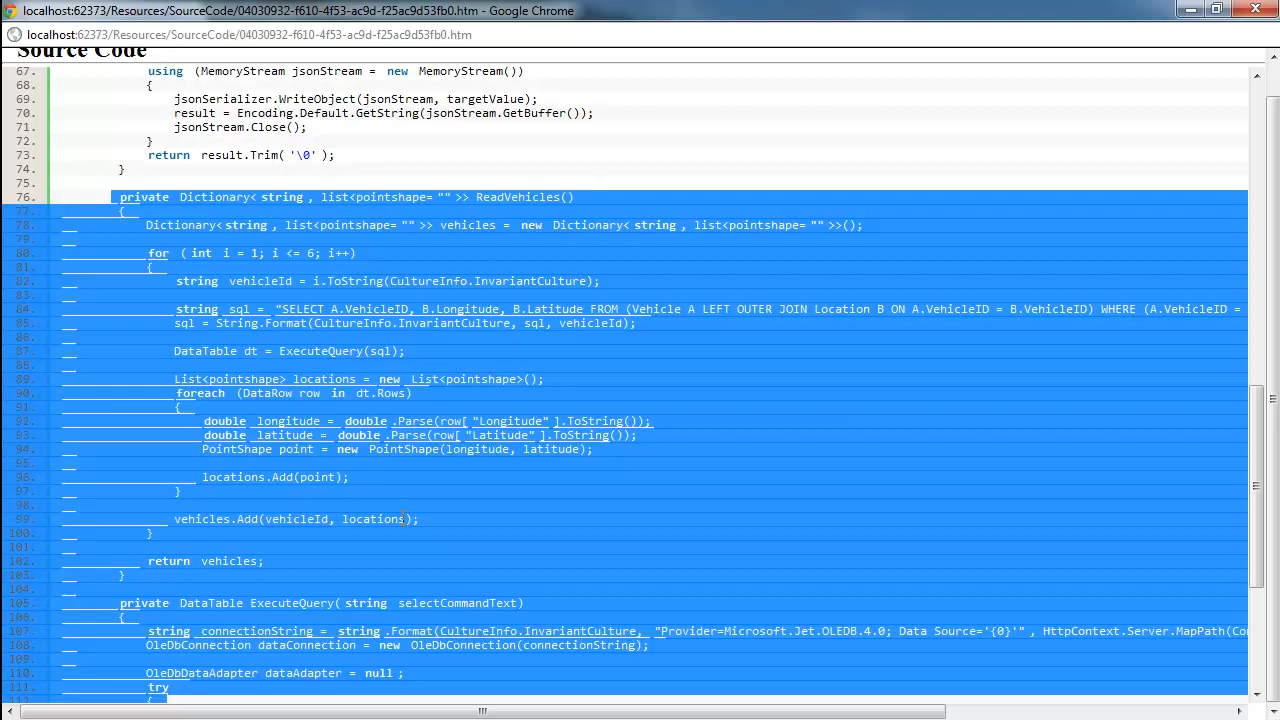 localhost:62373/Resources/SourceCode/04030932-f610-4f53-ac9d-f25ac9d53fb0.htm - Google Chrome
localhost:62373/Resources/SourceCode/04030932-f610-4f53-ac9d-f25ac9d53fb0.htm
Source Code
67. using (MemoryStream jsonStream = new MemoryStream())
68. {
69. jsonSerializer.WriteObject(jsonStream, targetValue);
70. result = Encoding.Default.GetString(jsonStream.GetBuffer());
71. jsonStream.Close();
72. }
73. return result.Trim( '\0' );
74. }
75.
76. private Dictionary< string , list<pointshape= "" >> ReadVehicles()
77. {
78. Dictionary< string , list<pointshape= "" >> vehicles = new Dictionary< string , list<pointshape= "" >>();
79.
80. for ( int i = 1; i <= 6; i++)
81. {
82. string vehicleId = i.ToString(CultureInfo.InvariantCulture);
83.
84. string sql = "SELECT A.VehicleID, B.Longitude, B.Latitude FROM (Vehicle A LEFT OUTER JOIN Location B ON A.VehicleID = B.VehicleID) WHERE (A.VehicleID =
85. sql = String.Format(CultureInfo.InvariantCulture, sql, vehicleId);
86.
87. DataTable dt = ExecuteQuery(sql);
88.
89. List<pointshape> locations = new List<pointshape>();
90. foreach (DataRow row in dt.Rows)
91. {
92. double longitude = double .Parse(row[ "Longitude" ].ToString());
93. double latitude = double .Parse(row[ "Latitude" ].ToString());
94. PointShape point = new PointShape(longitude, latitude);
95.
96. locations.Add(point);
97. }
98.
99. vehicles.Add(vehicleId, locations);
100. }
101.
102. return vehicles;
103. }
104.
105. private DataTable ExecuteQuery( string selectCommandText)
106. {
107. string connectionString = string .Format(CultureInfo.InvariantCulture, "Provider=Microsoft.Jet.OLEDB.4.0; Data Source='{0}'" , HttpContext.Server.MapPath(Co
108. OleDbConnection dataConnection = new OleDbConnection(connectionString);
109.
110. OleDbDataAdapter dataAdapter = null ;
111. try
112. {